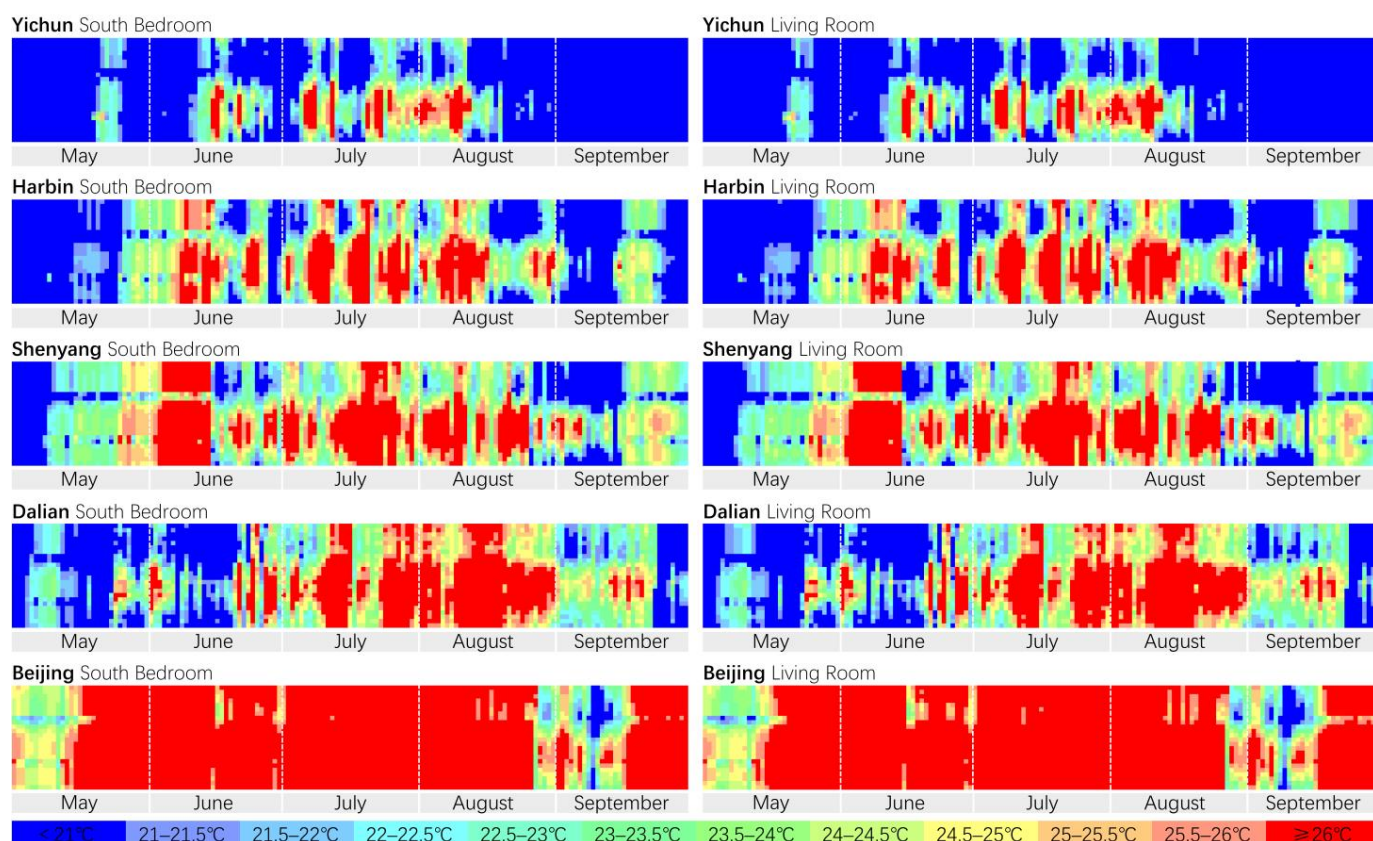 Yichun South Bedroom Yichun Living Room
May June July August September May June July August September
Harbin South Bedroom Harbin Living Room
May June July August September May June July August September
Shenyang South Bedroom Shenyang Living Room
May June July August September May June July August September
Dalian South Bedroom Dalian Living Room
May June July August September May June July August September
Beijing South Bedroom Beijing Living Room
May June July August September May June July August September
< 21℃ 21–21.5℃ 21.5–22℃ 22–22.5℃ 22.5–23℃ 23–23.5℃ 23.5–24℃ 24–24.5℃ 24.5–25℃ 25–25.5℃ 25.5–26℃ ≥26℃